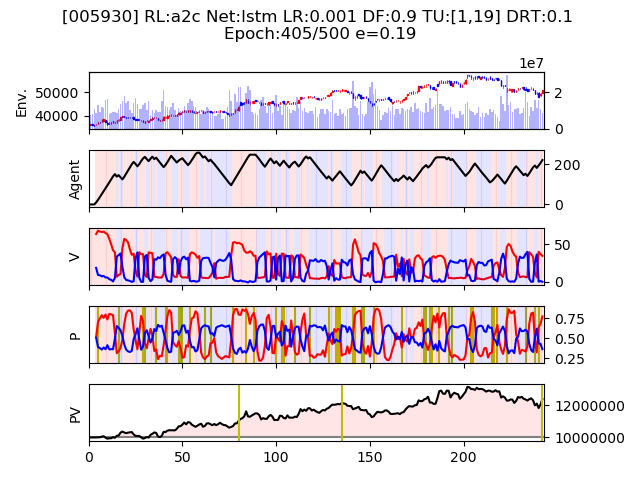 [005930] RL:a2c Net:lstm LR:0.001 DF:0.9 TU:[1,19] DRT:0.1
Epoch:405/500 e=0.19
1e7
Env.
50000
40000
2
0
Agent
200
0
V
50
0
P
0.75
0.50
0.25
PV
12000000
10000000
0 50 100 150 200